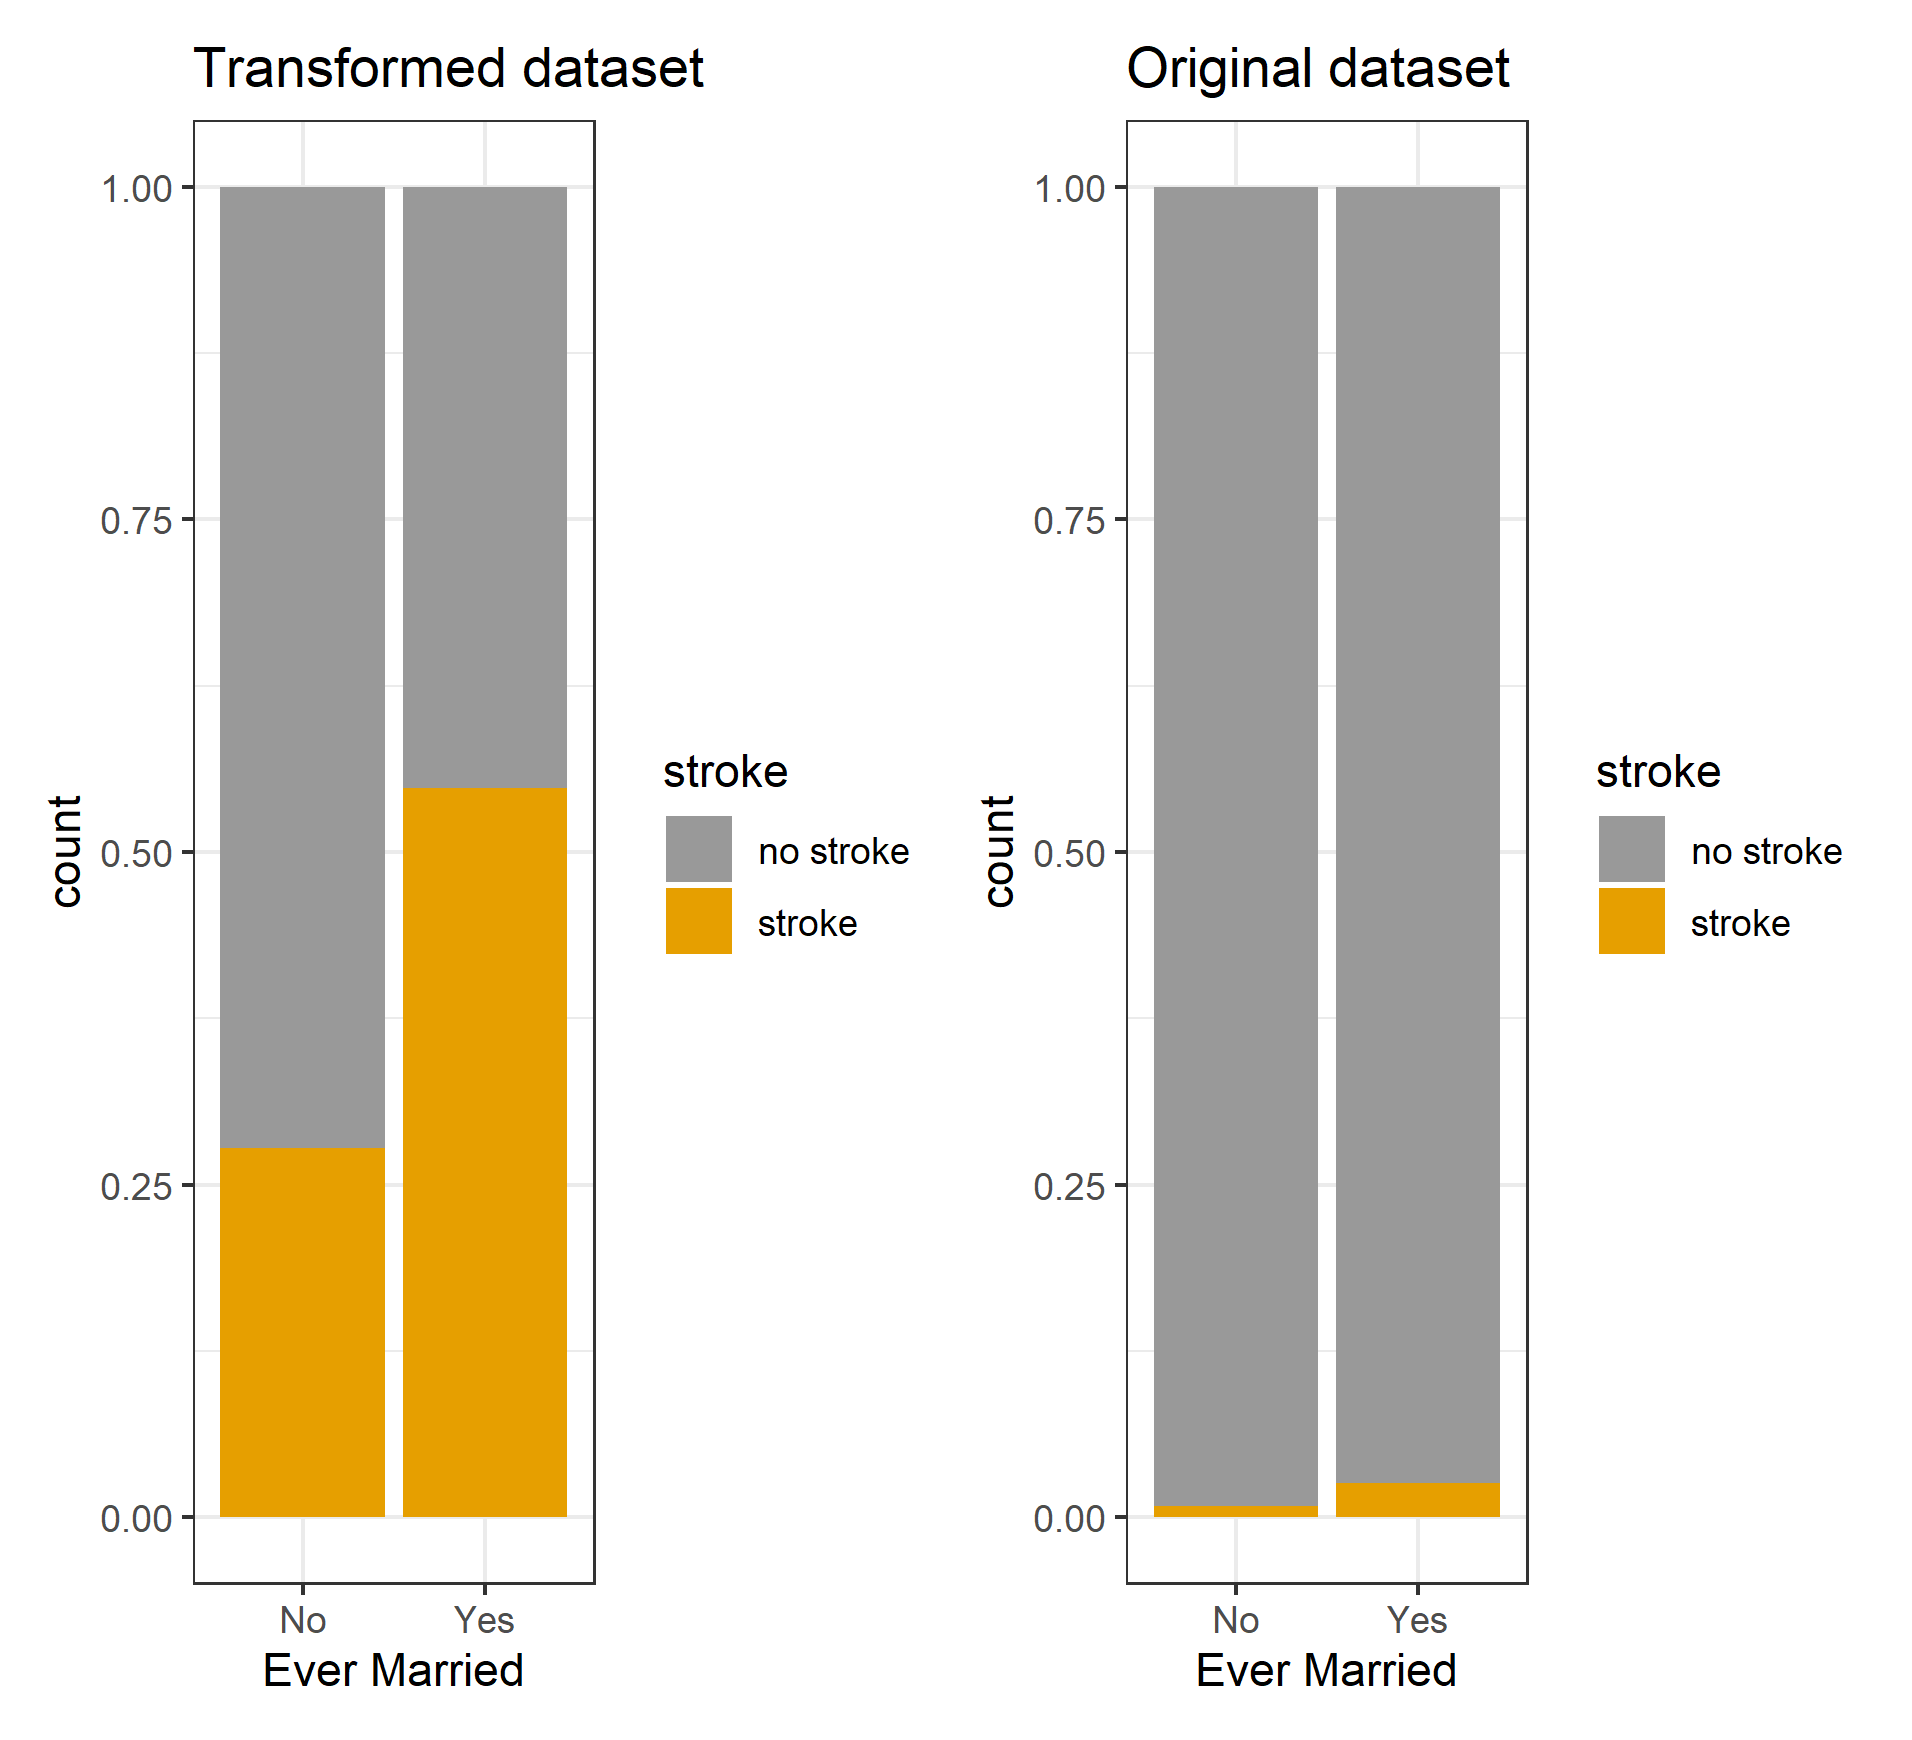 Transformed dataset
count
1.00
0.75
0.50
0.25
0.00
No Yes
Ever Married
stroke
no stroke
stroke
Original dataset
count
1.00
0.75
0.50
0.25
0.00
No Yes
Ever Married
stroke
no stroke
stroke